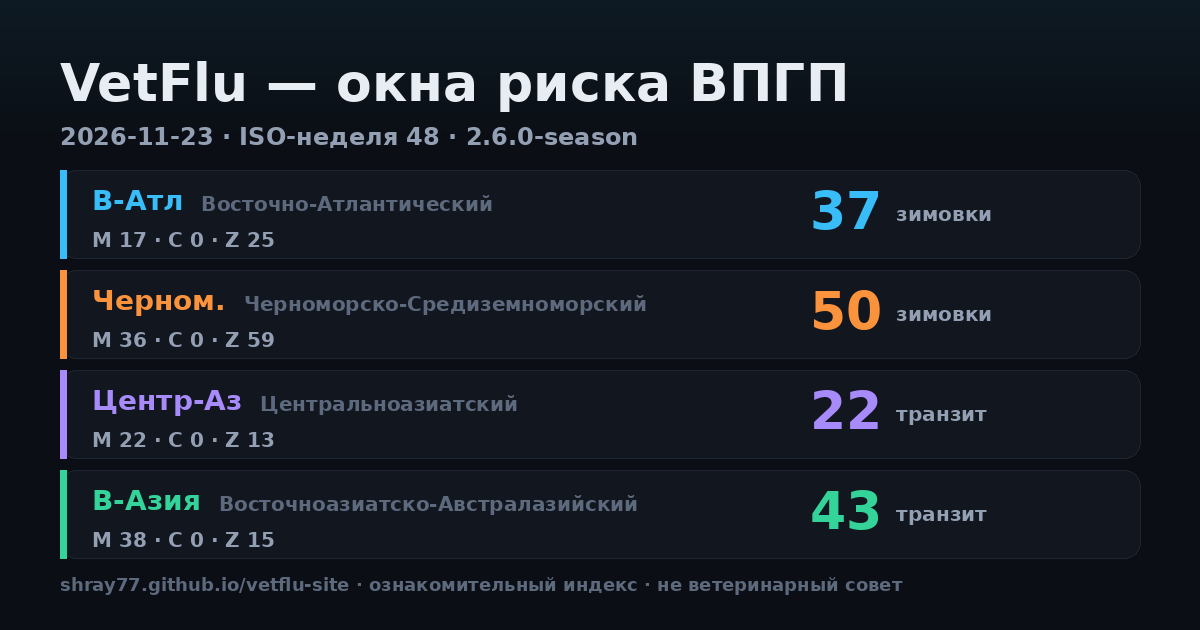 VetFlu — окна риска ВПГП
2026-11-23 · ISO-неделя 48 · 2.6.0-season
В-Атл Восточно-Атлантический 37 зимовки
M 17 · C 0 · Z 25
Черном. Черноморско-Средиземноморский 50 зимовки
M 36 · C 0 · Z 59
Центр-Аз Центральноазиатский 22 транзит
M 22 · C 0 · Z 13
В-Азия Восточноазиатско-Австралазийский 43 транзит
M 38 · C 0 · Z 15
shray77.github.io/vetflu-site · ознакомительный индекс · не ветеринарный совет